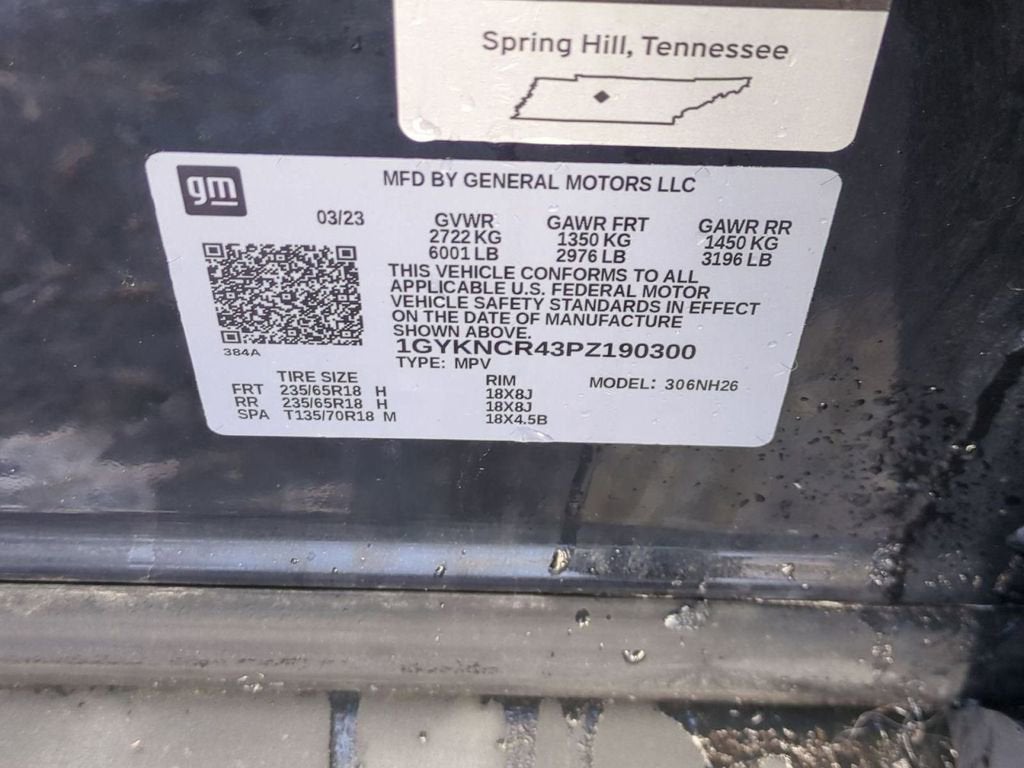 Spring Hill, Tennessee
gm
MFD BY GENERAL MOTORS LLC
03/23
GVWR GAWR FRT GAWR RR
2722 KG 1350 KG 1450 KG
6001 LB 2976 LB 3196 LB
THIS VEHICLE CONFORMS TO ALL
APPLICABLE U.S. FEDERAL MOTOR
VEHICLE SAFETY STANDARDS IN EFFECT
ON THE DATE OF MANUFACTURE
SHOWN ABOVE.
384A
1GYKNCR43PZ190300
TYPE: MPV
TIRE SIZE RIM MODEL: 306NH26
FRT 235/65R18 H 18X8J
RR 235/65R18 H 18X8J
SPA T135/70R18 M 18X4.5B